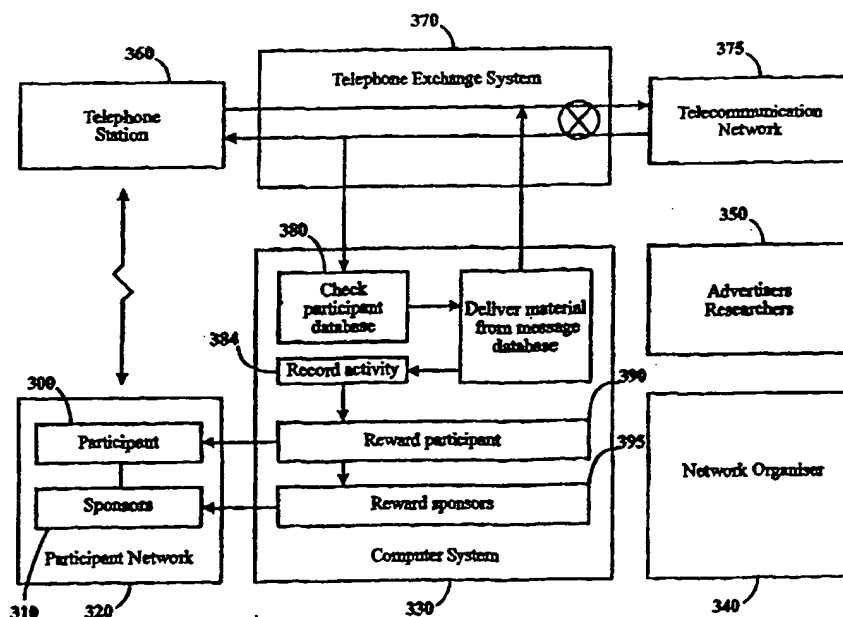 360
370
375
Telephone Exchange System
Telephone
Station
Telecommunication
Network
350
380
Check
participant
database
Deliver material
from message
database
Advertisers
Researchers
384
Record activity
300
390
Participant
Reward participant
395
Sponsors
Reward sponsors
Network Organiser
Participant Network
Computer System
310
320
330
340